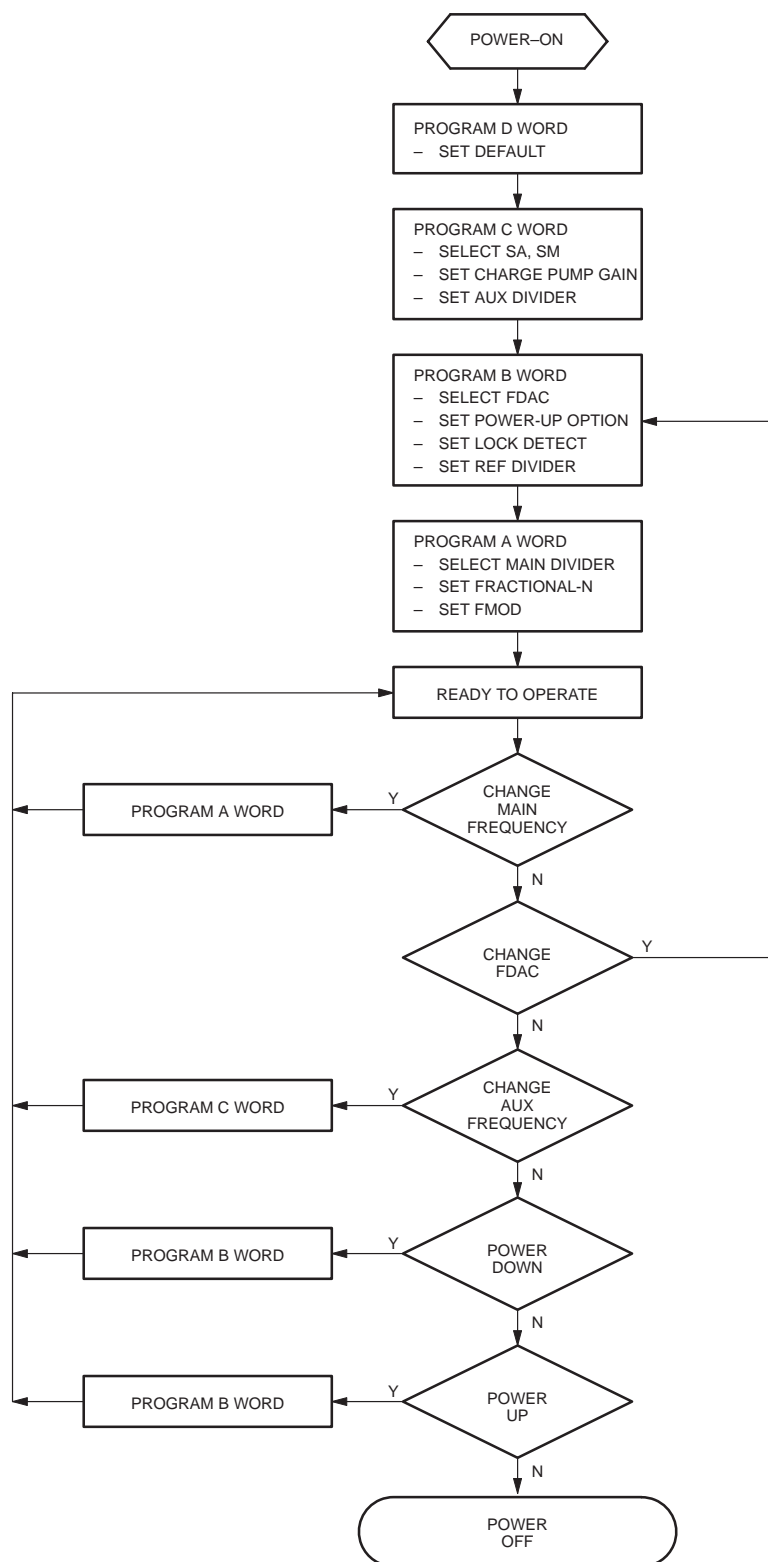 POWER–ON
PROGRAM D WORD
– SET DEFAULT
PROGRAM C WORD
– SELECT SA, SM
– SET CHARGE PUMP GAIN
– SET AUX DIVIDER
PROGRAM B WORD
– SELECT FDAC
– SET POWER-UP OPTION
– SET LOCK DETECT
– SET REF DIVIDER
PROGRAM A WORD
– SELECT MAIN DIVIDER
– SET FRACTIONAL-N
– SET FMOD
READY TO OPERATE
CHANGE
MAIN
FREQUENCY
Y
PROGRAM A WORD
N
CHANGE
FDAC
Y
N
CHANGE
AUX
FREQUENCY
Y
PROGRAM C WORD
N
POWER
DOWN
Y
PROGRAM B WORD
N
POWER
UP
Y
PROGRAM B WORD
N
POWER
OFF